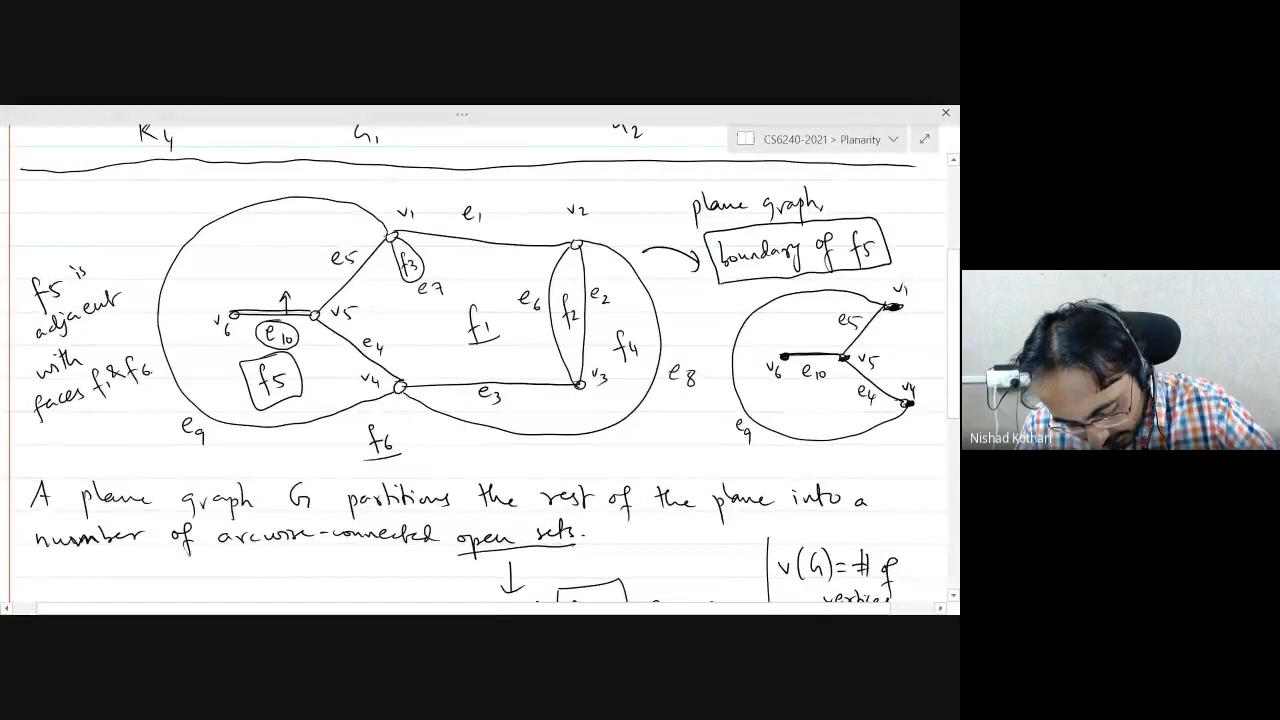 K4 G1
CS6240-2021 > Planarity
plane graph
boundary of f5
v1 e1 v2
e5 f3 e7
f5 is
adjacent
with
faces f1 & f6.
v6 e10 v5
f1
e6 f2 e2
f4
e4
f5
v4 e3 v3
e8
e9
f6
v1
e5
v6 e10 v5
e4 v4
e9
Nishad Kothari
A plane graph G partitions the rest of the plane into a
number of arcwise-connected open sets.
v(G) = # of
vertices